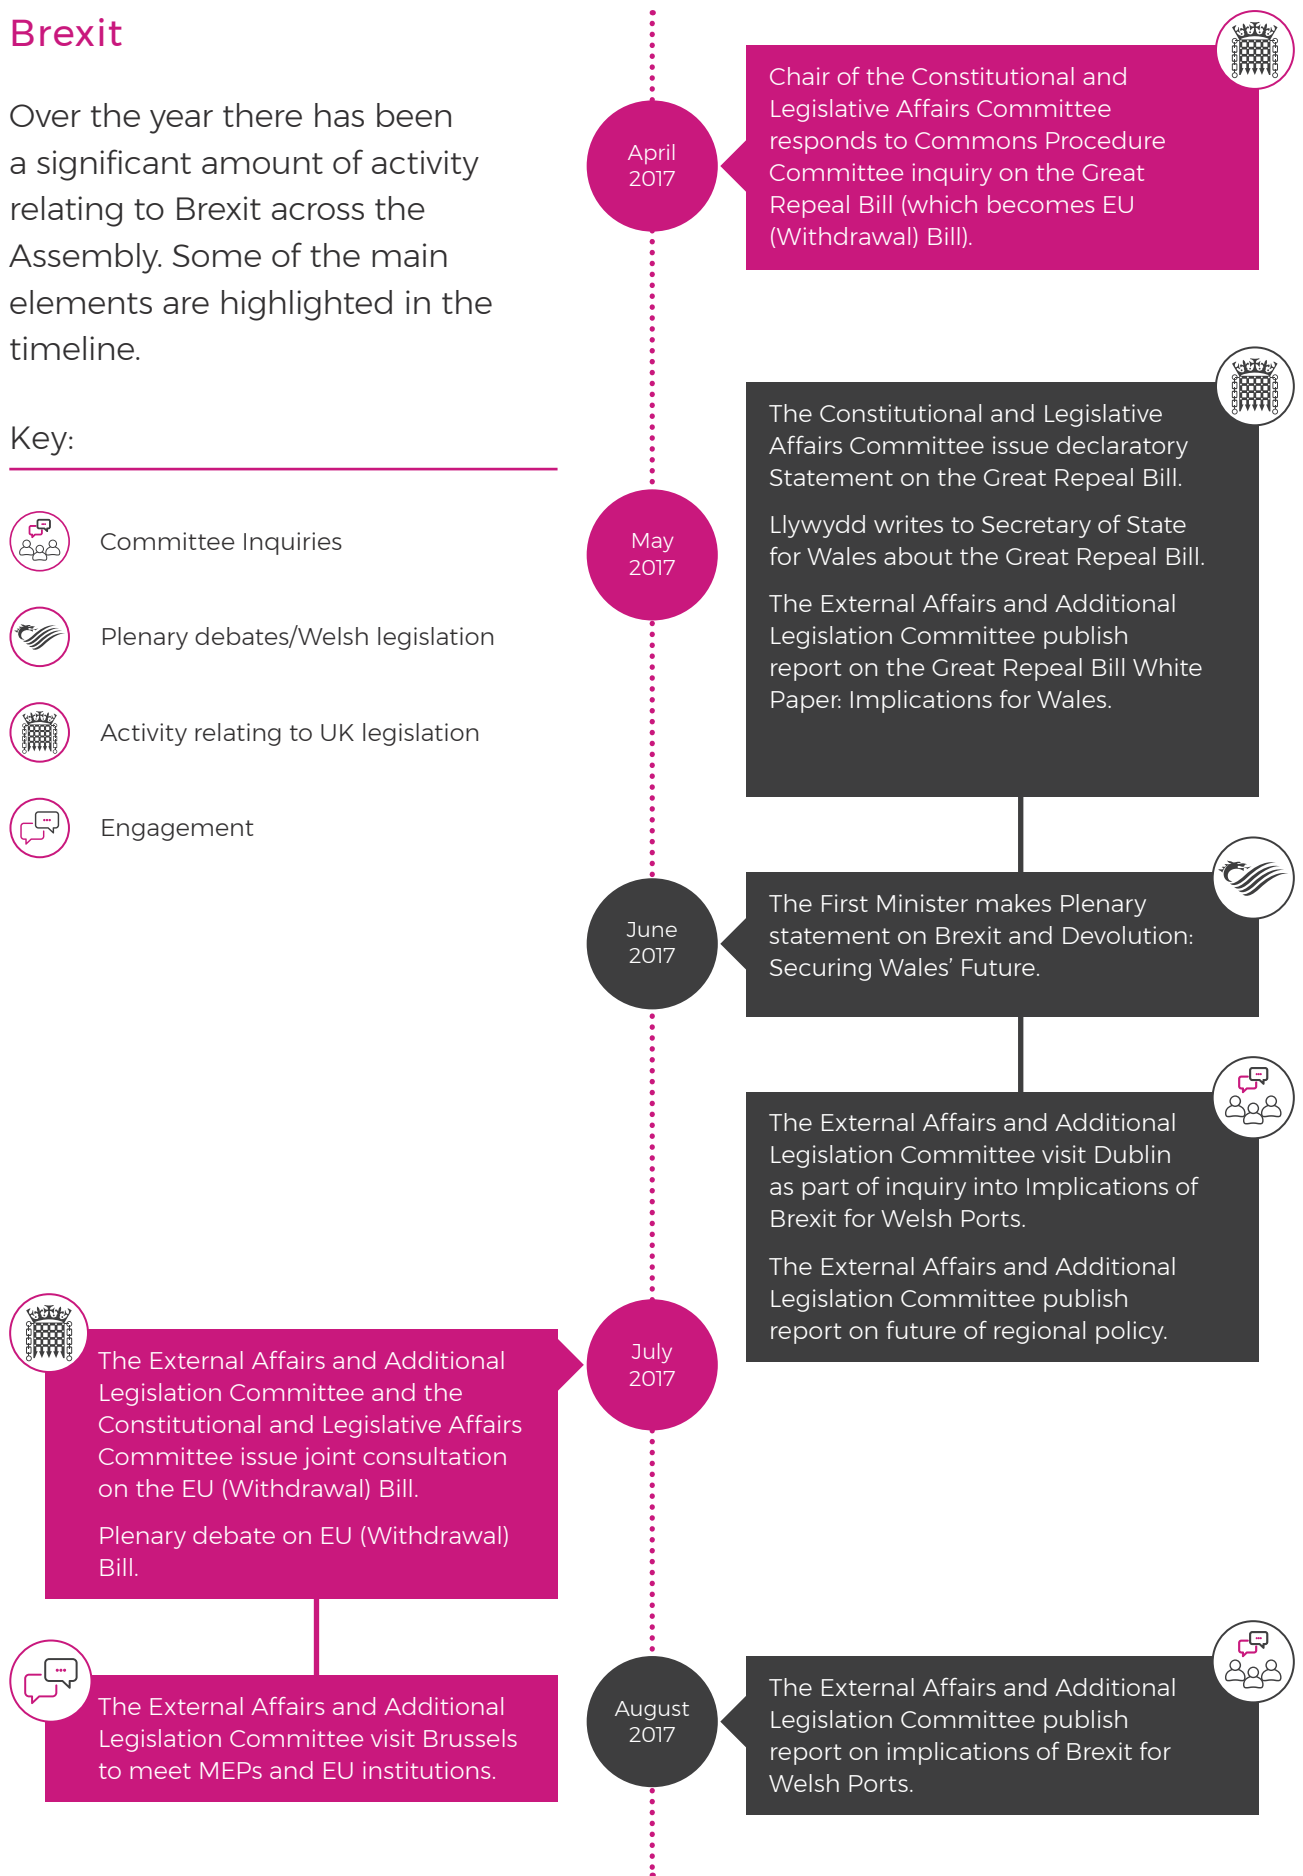 Brexit
Over the year there has been
a significant amount of activity
relating to Brexit across the
Assembly. Some of the main
elements are highlighted in the
timeline.
Key:
Committee Inquiries
Plenary debates/Welsh legislation
Activity relating to UK legislation
Engagement
April
2017
Chair of the Constitutional and
Legislative Affairs Committee
responds to Commons Procedure
Committee inquiry on the Great
Repeal Bill (which becomes EU
(Withdrawal) Bill).
May
2017
The Constitutional and Legislative
Affairs Committee issue declaratory
Statement on the Great Repeal Bill.
Llywydd writes to Secretary of State
for Wales about the Great Repeal Bill.
The External Affairs and Additional
Legislation Committee publish
report on the Great Repeal Bill White
Paper: Implications for Wales.
June
2017
The First Minister makes Plenary
statement on Brexit and Devolution:
Securing Wales’ Future.
The External Affairs and Additional
Legislation Committee visit Dublin
as part of inquiry into Implications of
Brexit for Welsh Ports.
The External Affairs and Additional
Legislation Committee publish
report on future of regional policy.
July
2017
The External Affairs and Additional
Legislation Committee and the
Constitutional and Legislative Affairs
Committee issue joint consultation
on the EU (Withdrawal) Bill.
Plenary debate on EU (Withdrawal)
Bill.
The External Affairs and Additional
Legislation Committee visit Brussels
to meet MEPs and EU institutions.
August
2017
The External Affairs and Additional
Legislation Committee publish
report on implications of Brexit for
Welsh Ports.